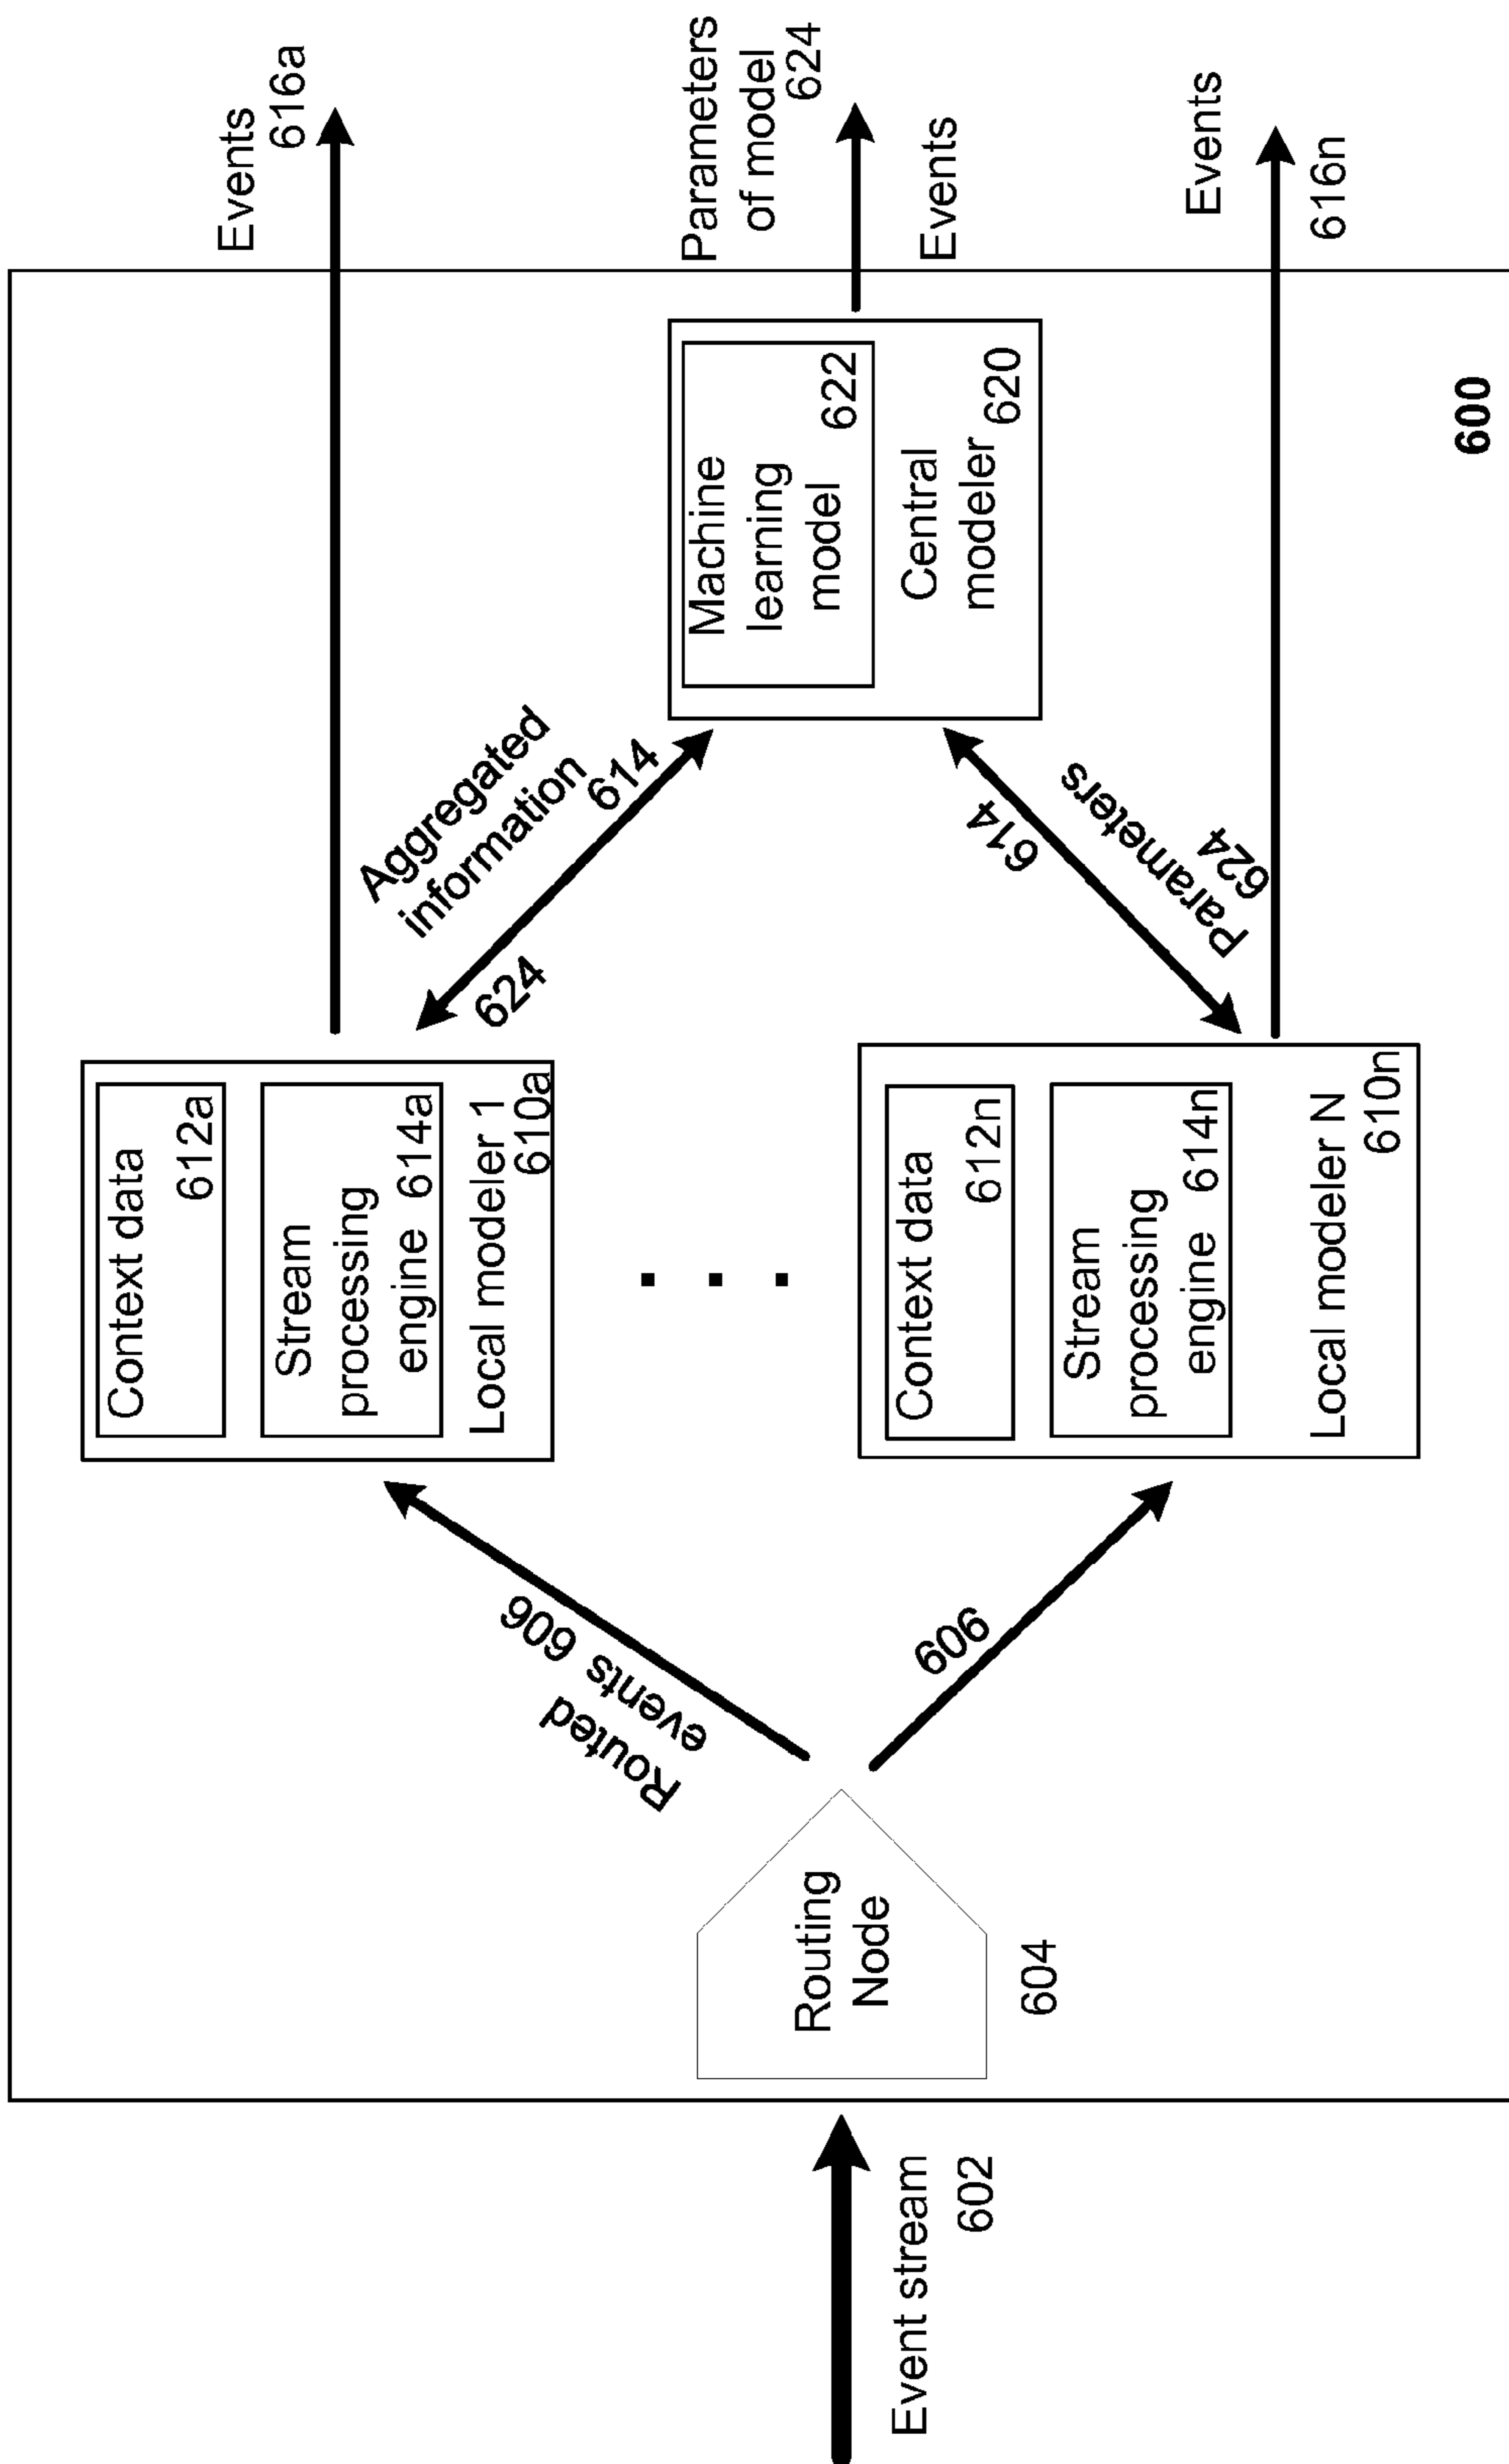 Event stream
602
Routing
Node
604
Routed
events 606
606
Context data
612a
Stream
processing
engine 614a
Local modeler 1
610a
Context data
612n
Stream
processing
engine 614n
Local modeler N
610n
Aggregated
information
614
624
614
Parameters
624
Machine
learning
model 622
Central
modeler 620
Events
616a
Parameters
of model
624
Events
Events
616n
600